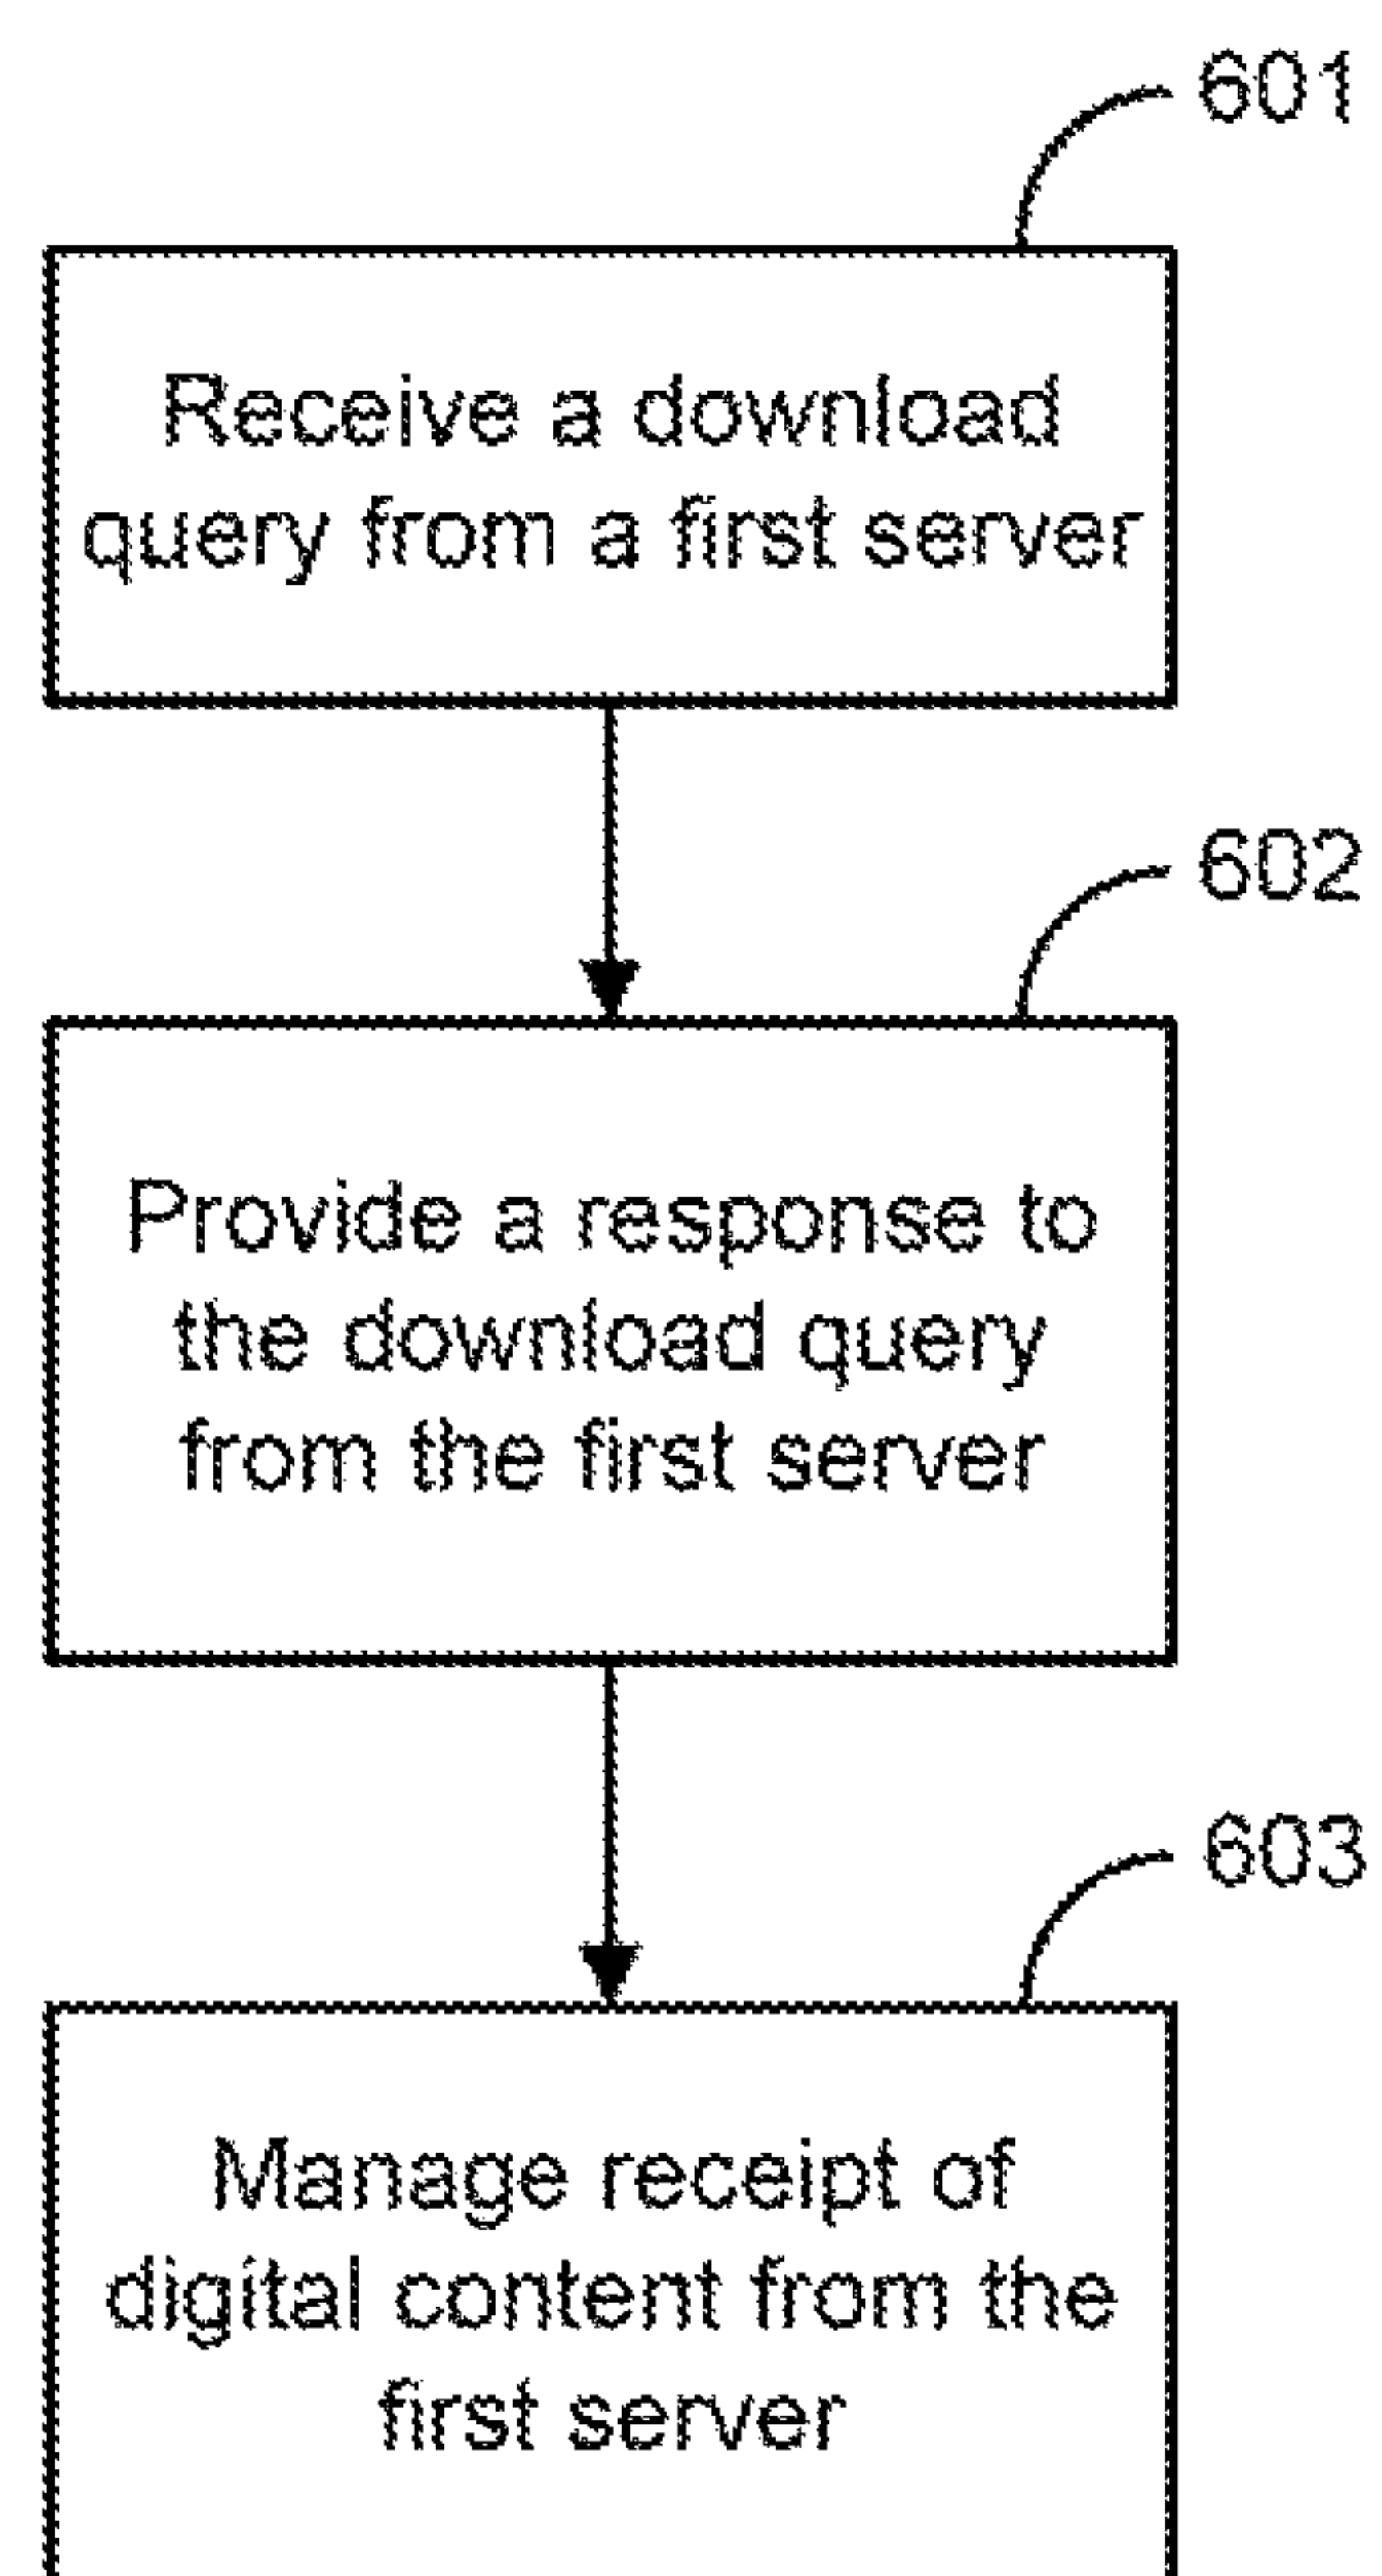 601
Receive a download
query from a first server
602
Provide a response to
the download query
from the first server
603
Manage receipt of
digital content from the
first server